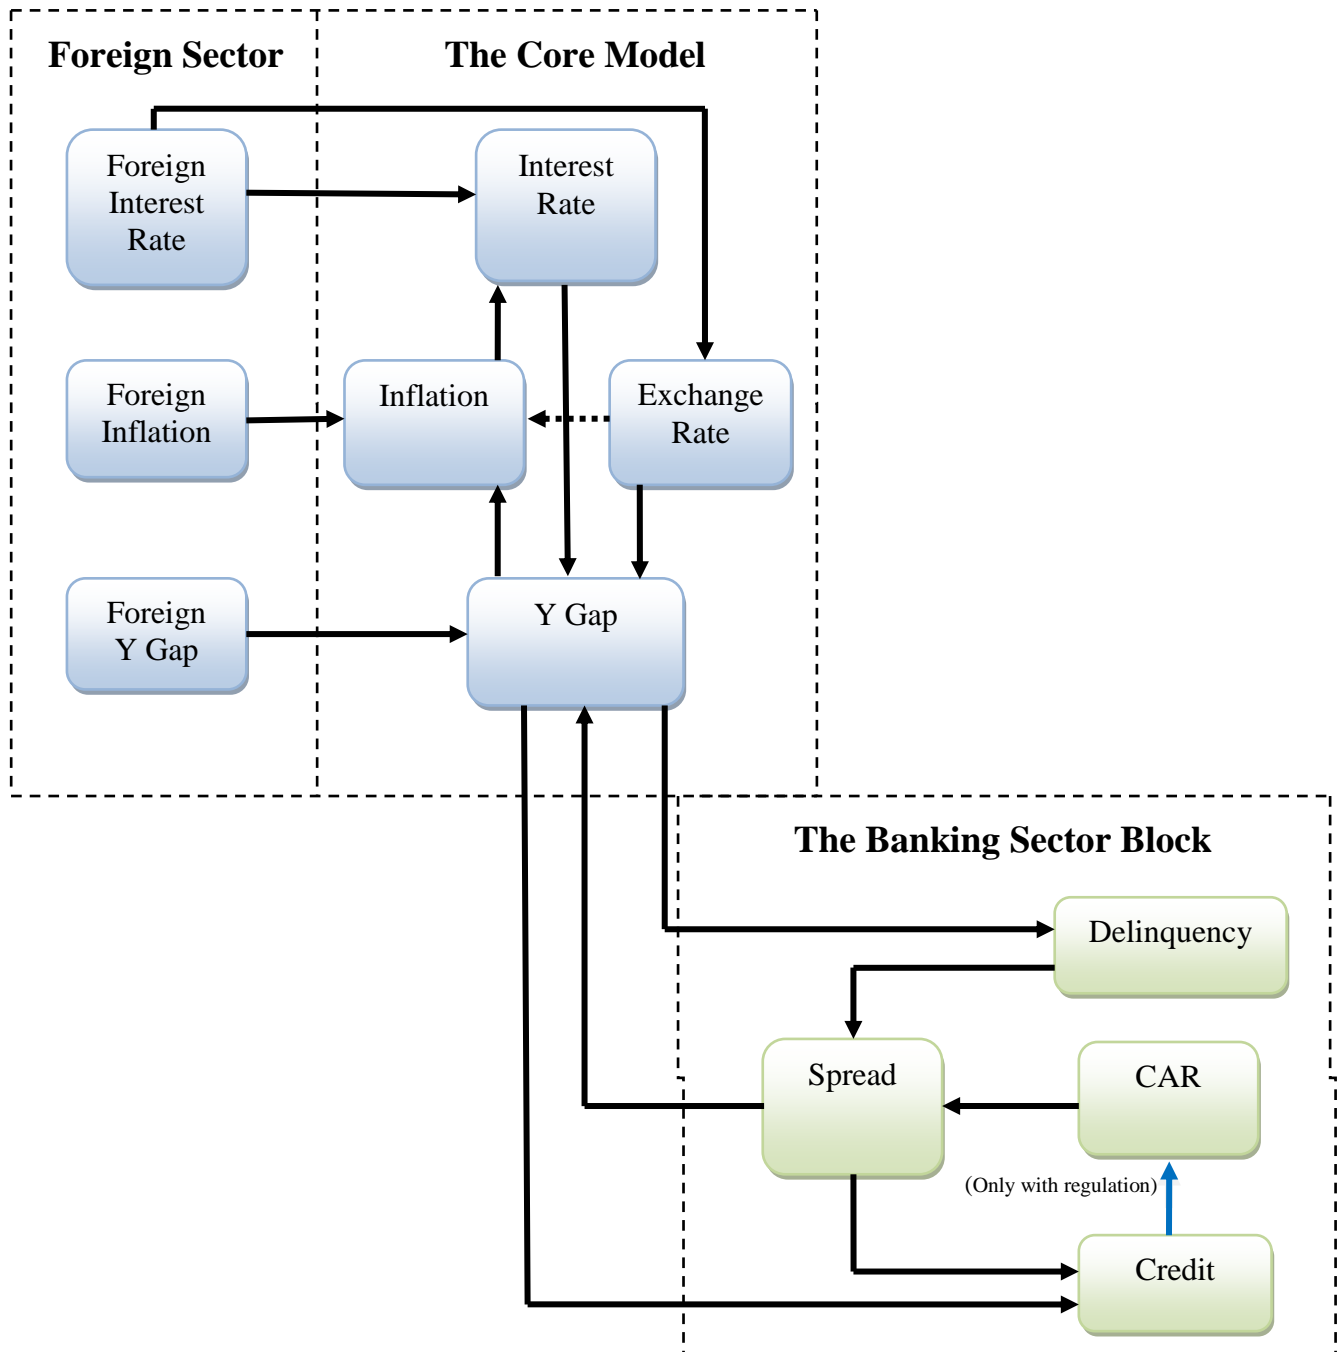 Foreign Sector
The Core Model
Foreign
Interest
Rate
Interest
Rate
Foreign
Inflation
Inflation
Exchange
Rate
Foreign
Y Gap
Y Gap
The Banking Sector Block
Delinquency
Spread
CAR
(Only with regulation)
Credit